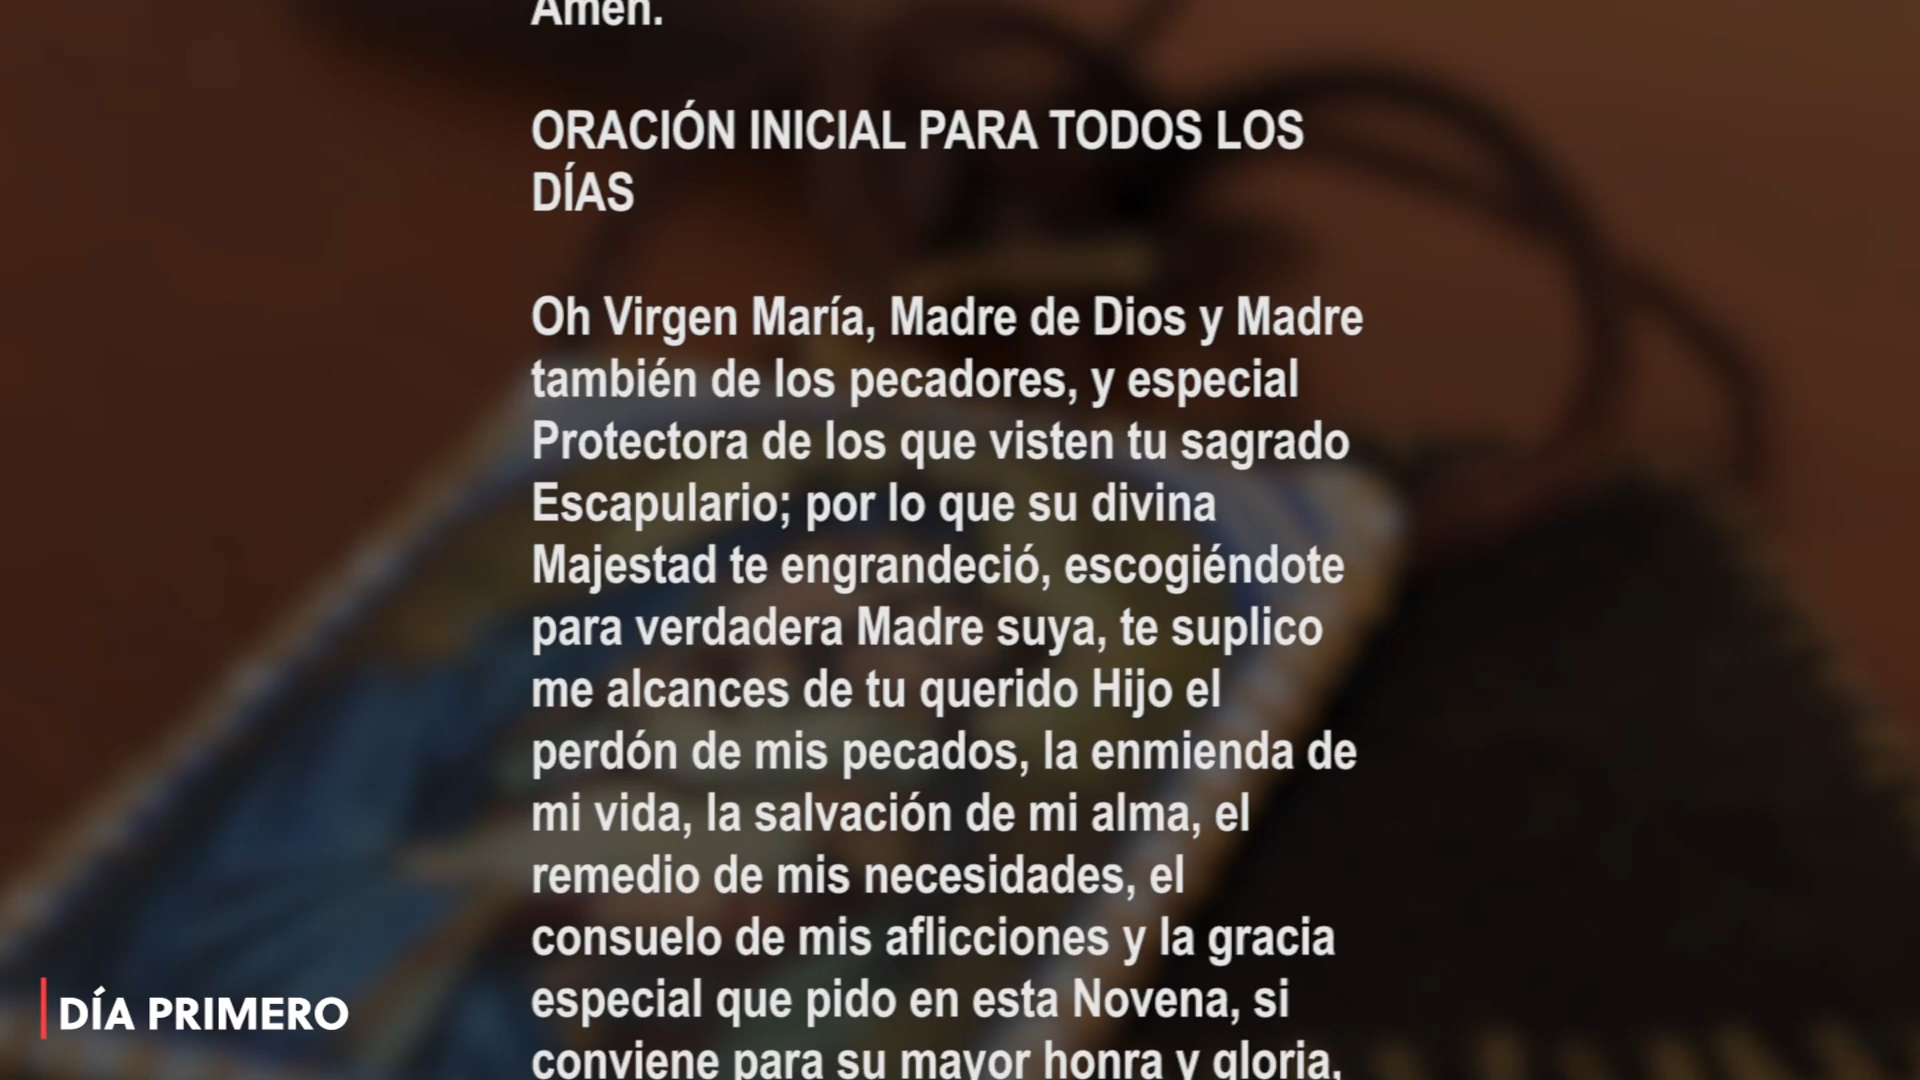 Amén.
ORACIÓN INICIAL PARA TODOS LOS
DÍAS
Oh Virgen María, Madre de Dios y Madre
también de los pecadores, y especial
Protectora de los que visten tu sagrado
Escapulario; por lo que su divina
Majestad te engrandeció, escogiéndote
para verdadera Madre suya, te suplico
me alcances de tu querido Hijo el
perdón de mis pecados, la enmienda de
mi vida, la salvación de mi alma, el
remedio de mis necesidades, el
consuelo de mis aflicciones y la gracia
especial que pido en esta Novena, si
conviene para su mayor honra y gloria,
DÍA PRIMERO